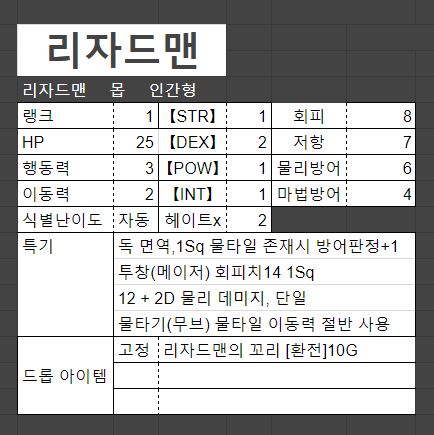 리자드맨
리자드맨 몹 인간형
랭크 1 【STR】 1 회피 8
HP 25 【DEX】 2 저항 7
행동력 3 【POW】 1 물리방어 6
이동력 2 【INT】 1 마법방어 4
식별난이도 자동 헤이트x 2
특기 독 면역,1Sq 물타일 존재시 방어판정+1
투창(메이저) 회피치14 1Sq
12 + 2D 물리 데미지, 단일
물타기(무브) 물타일 이동력 절반 사용
드롭 아이템 고정 리자드맨의 꼬리 [환전]10G